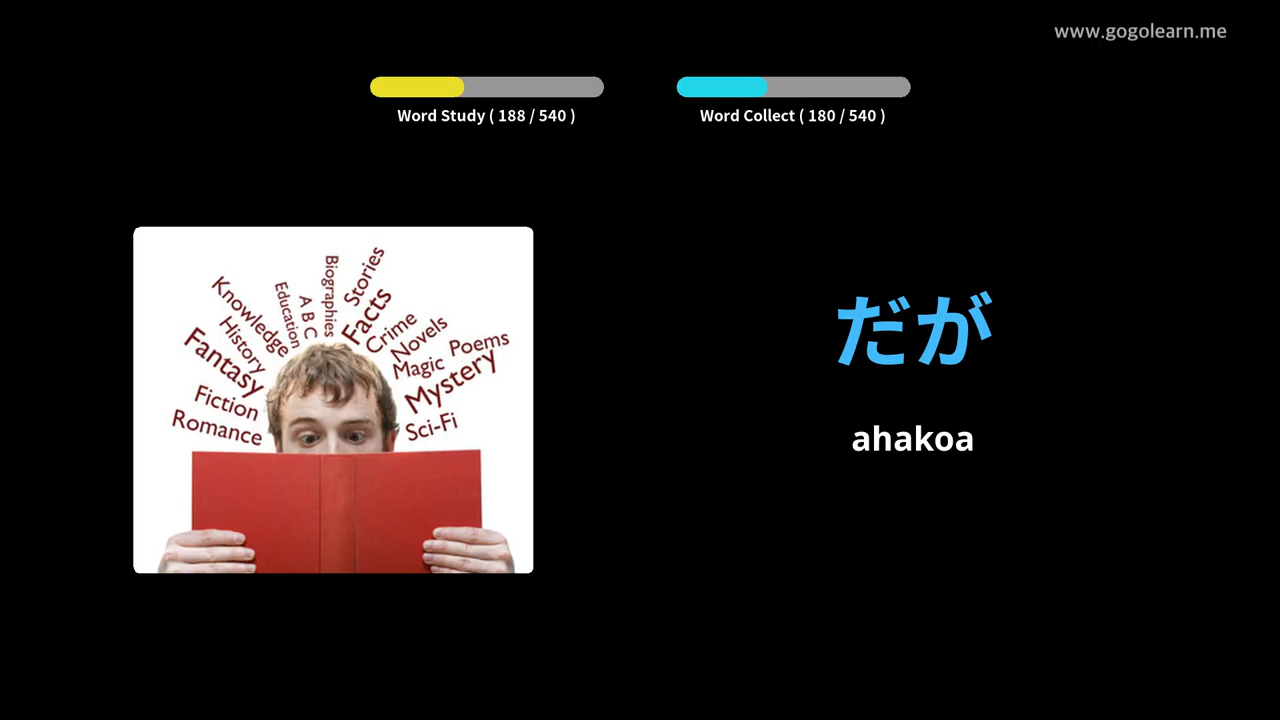 www.gogolearn.me
Word Study ( 188 / 540 )
Word Collect ( 180 / 540 )
Biographies
Stories
Education
A B C
Facts
Knowledge
Crime
History
Novels
Poems
Fantasy
Magic
Mystery
Fiction
Romance
Sci-Fi
だが
ahakoa